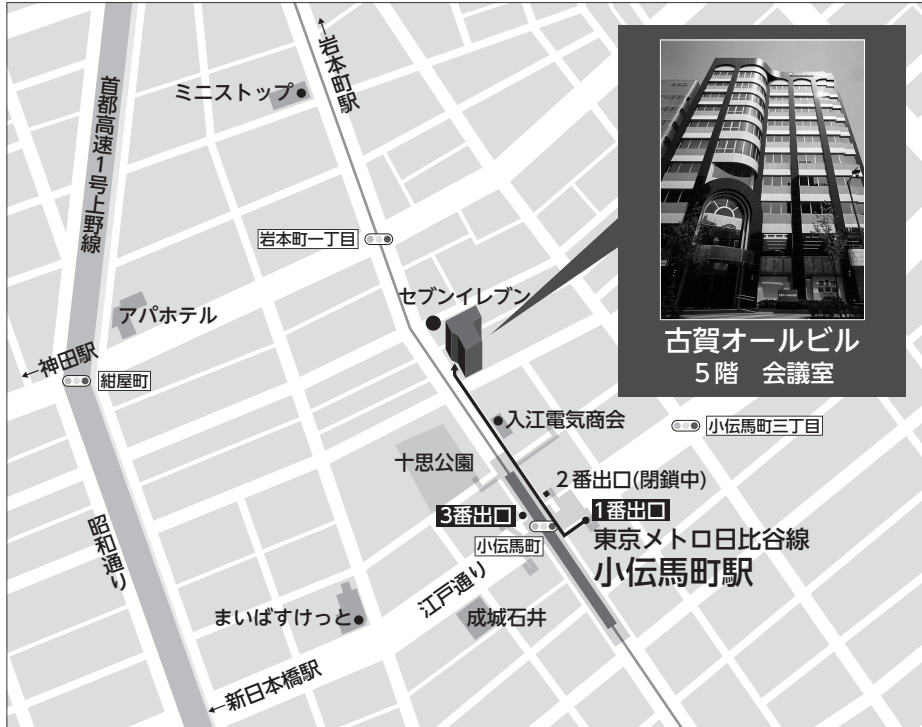 ←岩本町駅
ミニストップ
首都高速1号上野線
岩本町一丁目
セブンイレブン
アパホテル
←神田駅
紺屋町
古賀オールビル
5階　会議室
入江電気商会
小伝馬町三丁目
十思公園
2番出口(閉鎖中)
3番出口
1番出口
小伝馬町
東京メトロ日比谷線
小伝馬町駅
昭和通り
江戸通り
まいばすけっと
成城石井
←新日本橋駅